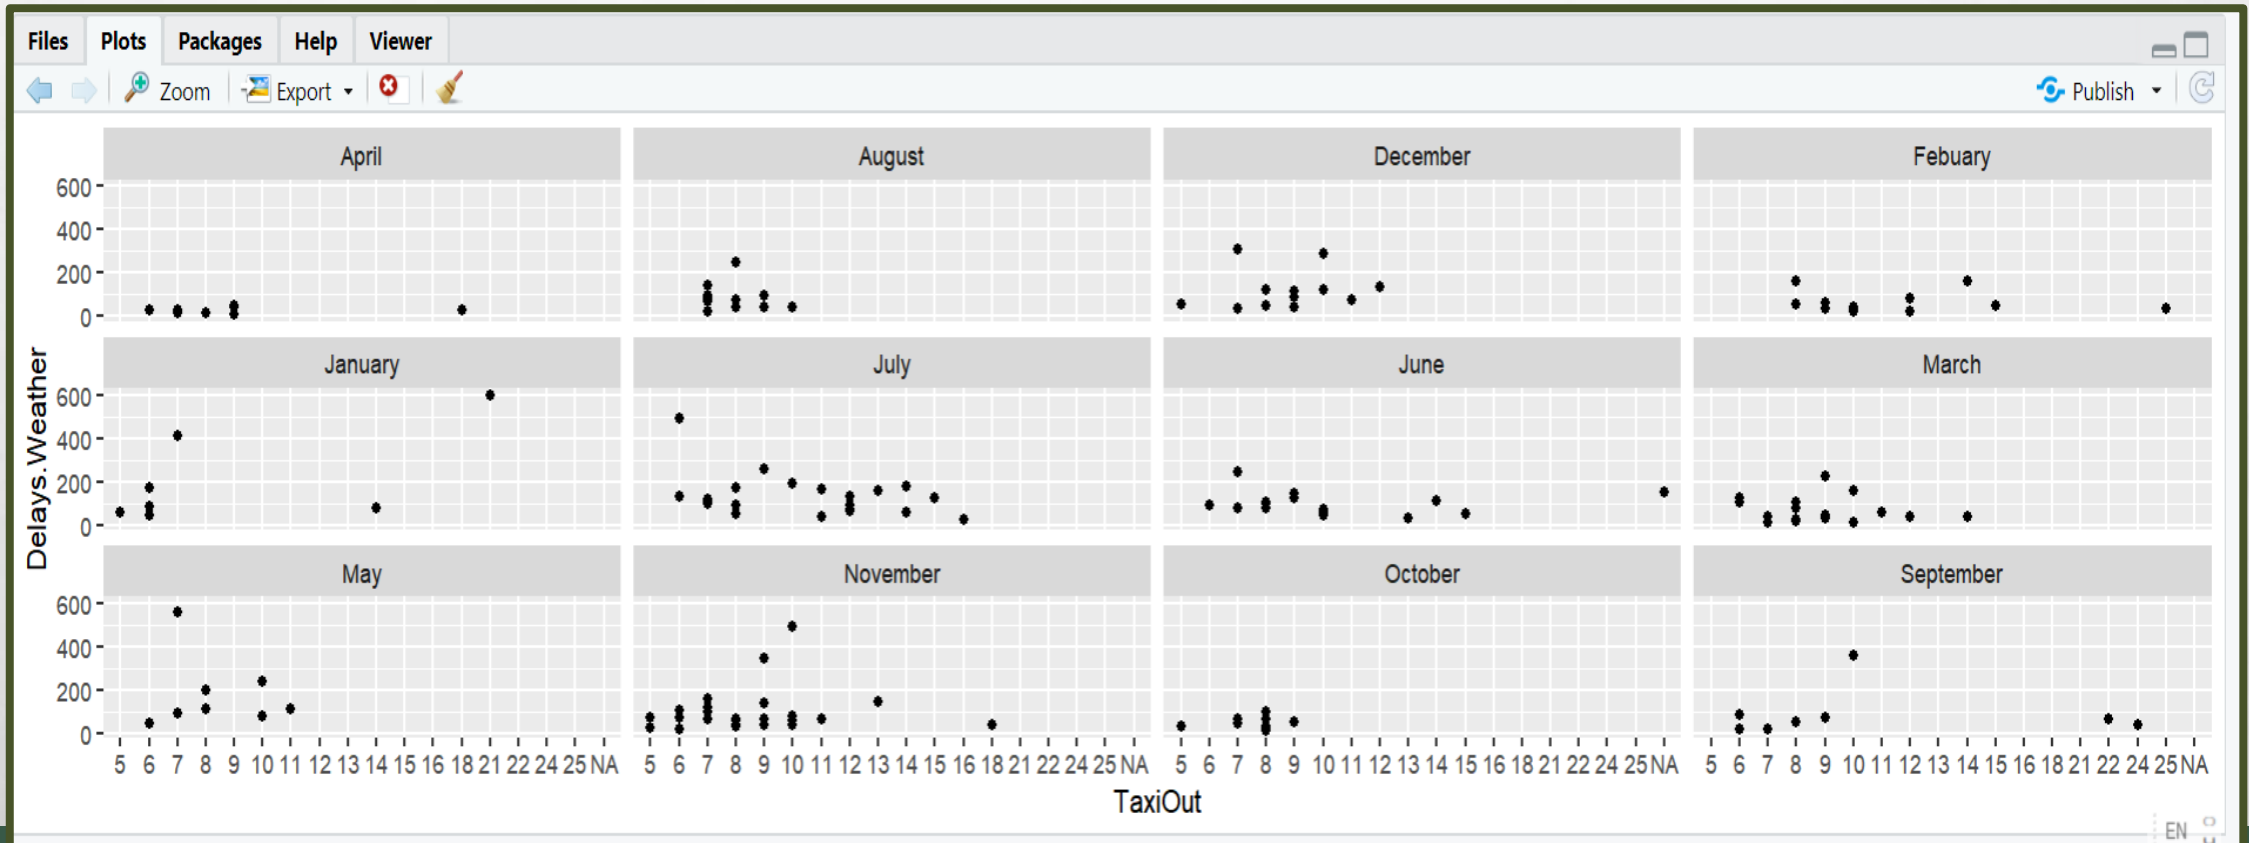 Files Plots Packages Help Viewer
Zoom Export Publish
April August December Febuary
600
400
200
0
January July June March
600
400
200
0
Delays.Weather
May November October September
600
400
200
0
5 6 7 8 9 10 11 12 13 14 15 16 18 21 22 24 25 NA 5 6 7 8 9 10 11 12 13 14 15 16 18 21 22 24 25 NA 5 6 7 8 9 10 11 12 13 14 15 16 18 21 22 24 25 NA 5 6 7 8 9 10 11 12 13 14 15 16 18 21 22 24 25 NA
TaxiOut
EN